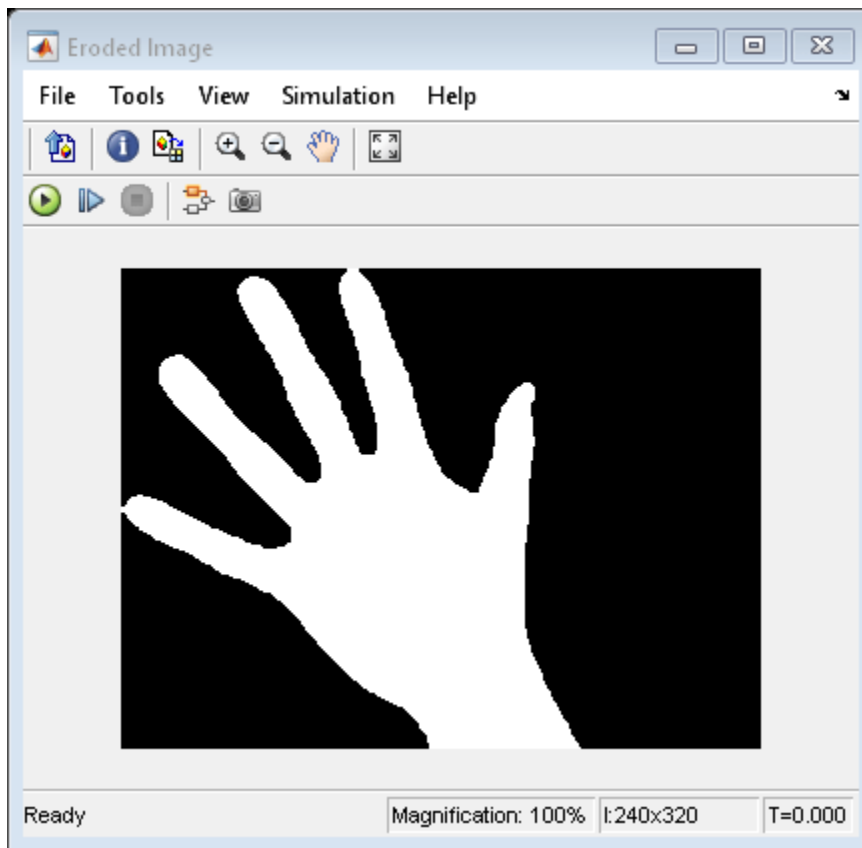 Eroded Image
File Tools View Simulation Help
Ready Magnification: 100% I:240x320 T=0.000